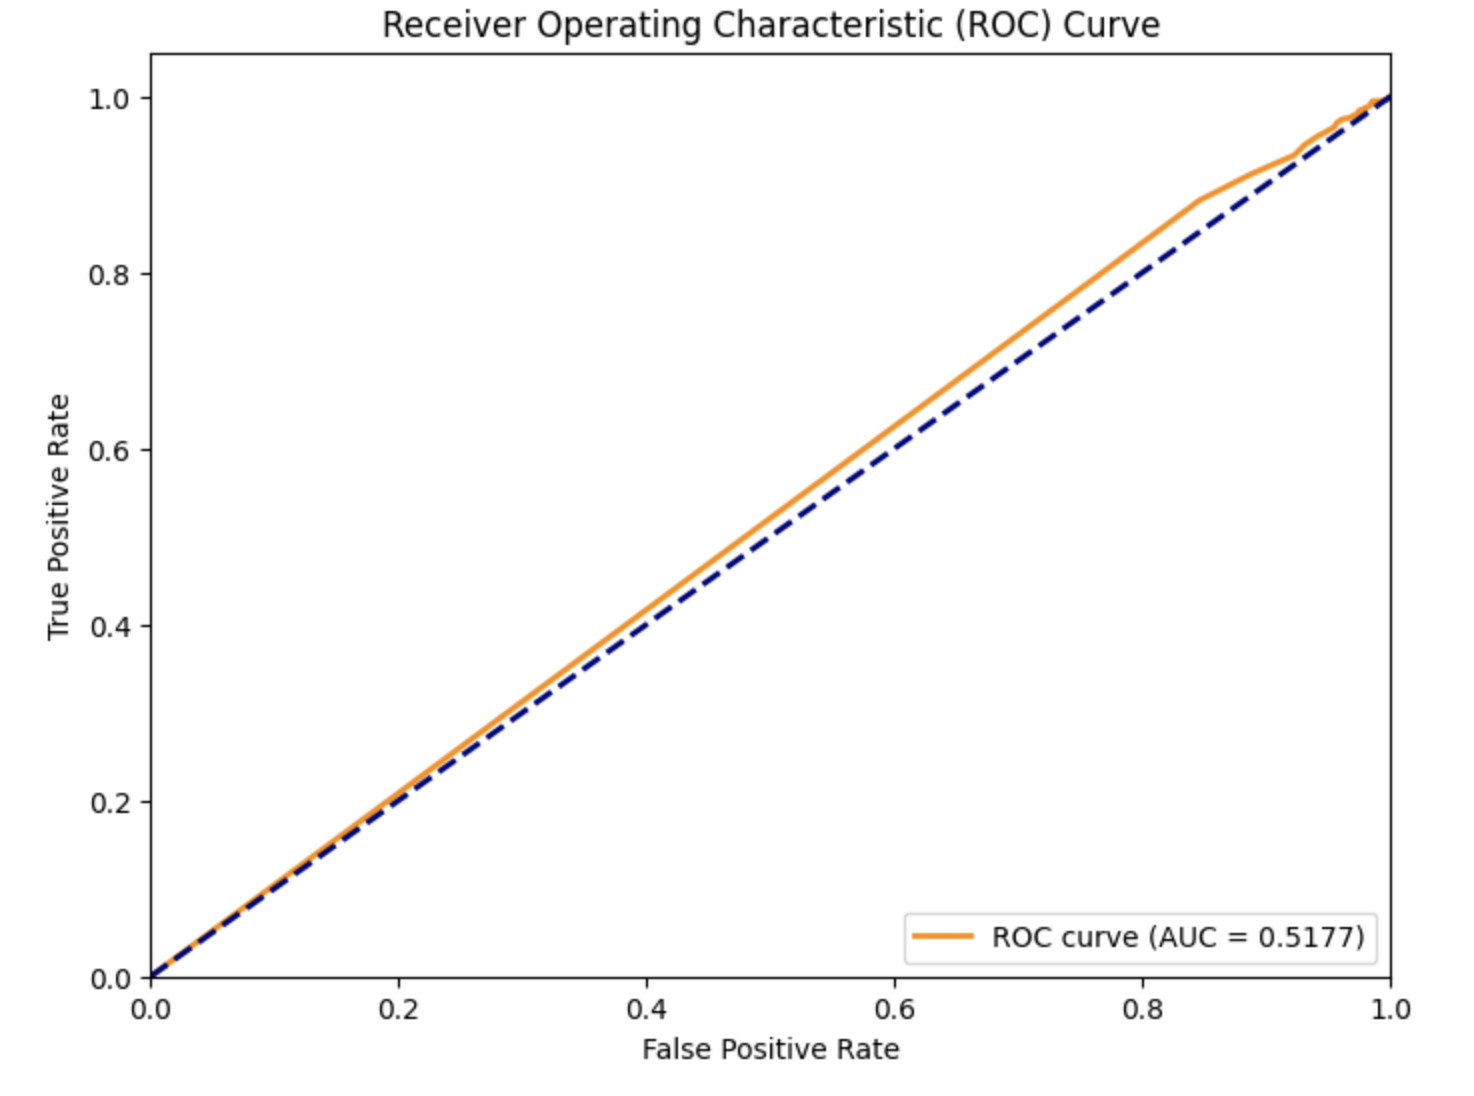 Receiver Operating Characteristic (ROC) Curve
True Positive Rate
1.0
0.8
0.6
0.4
0.2
0.0
ROC curve (AUC = 0.5177)
0.0 0.2 0.4 0.6 0.8 1.0
False Positive Rate